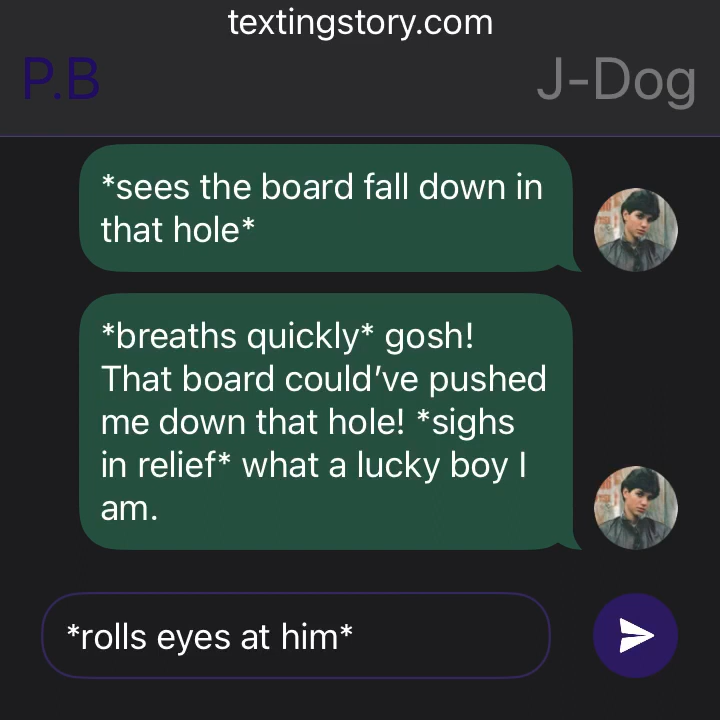 textingstory.com
P.B
J-Dog
*sees the board fall down in
that hole*
*breaths quickly* gosh!
That board could’ve pushed
me down that hole! *sighs
in relief* what a lucky boy I
am.
*rolls eyes at him*